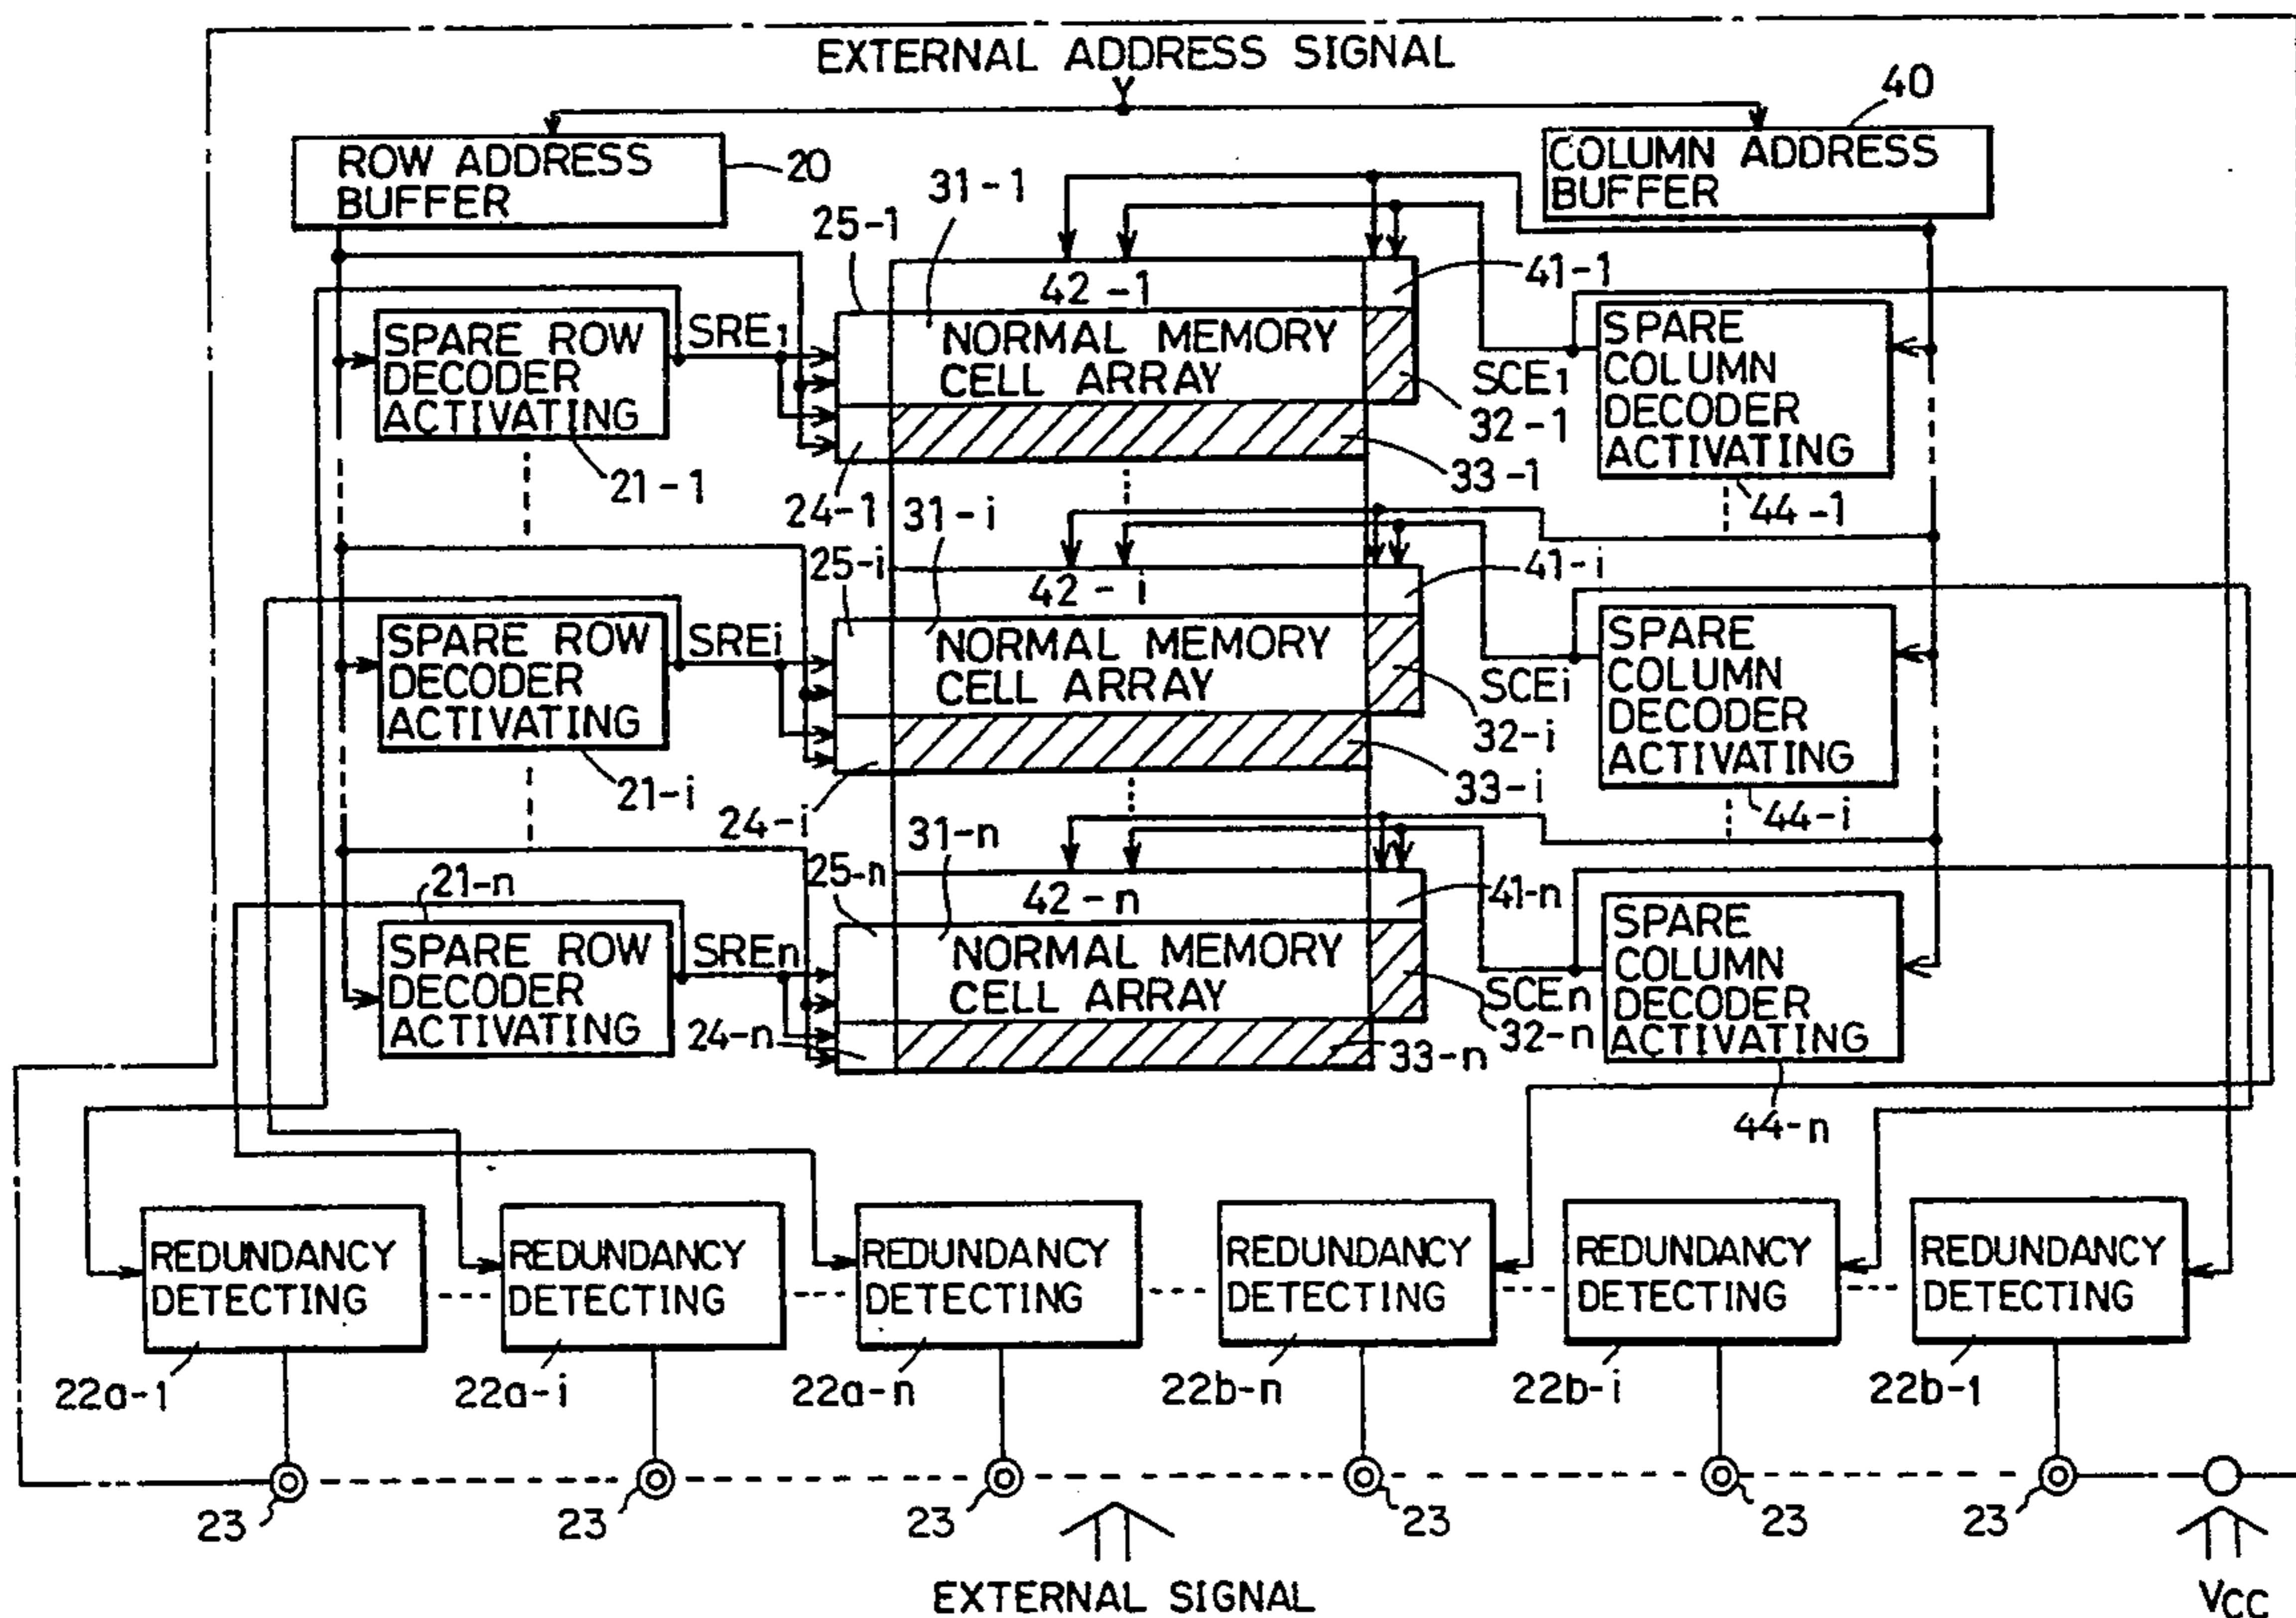 EXTERNAL ADDRESS SIGNAL
40
ROW ADDRESS
BUFFER
20
COLUMN ADDRESS
BUFFER
31-1
25-1
42-1
41-1
SPARE ROW
DECODER
ACTIVATING
SRE1
NORMAL MEMORY
CELL ARRAY
SCE1
32-1
SPARE
COLUMN
DECODER
ACTIVATING
21-1
24-1
33-1
44-1
31-i
25-i
42-i
41-i
SPARE ROW
DECODER
ACTIVATING
SREi
NORMAL MEMORY
CELL ARRAY
SCEi
32-i
SPARE
COLUMN
DECODER
ACTIVATING
21-i
24-i
33-i
44-i
31-n
25-n
21-n
42-n
41-n
SPARE ROW
DECODER
ACTIVATING
SREn
NORMAL MEMORY
CELL ARRAY
SCEn
32-n
SPARE
COLUMN
DECODER
ACTIVATING
24-n
33-n
44-n
REDUNDANCY
DETECTING
REDUNDANCY
DETECTING
REDUNDANCY
DETECTING
REDUNDANCY
DETECTING
REDUNDANCY
DETECTING
REDUNDANCY
DETECTING
22a-1
22a-i
22a-n
22b-n
22b-i
22b-1
23
23
23
23
23
23
EXTERNAL SIGNAL
VCC